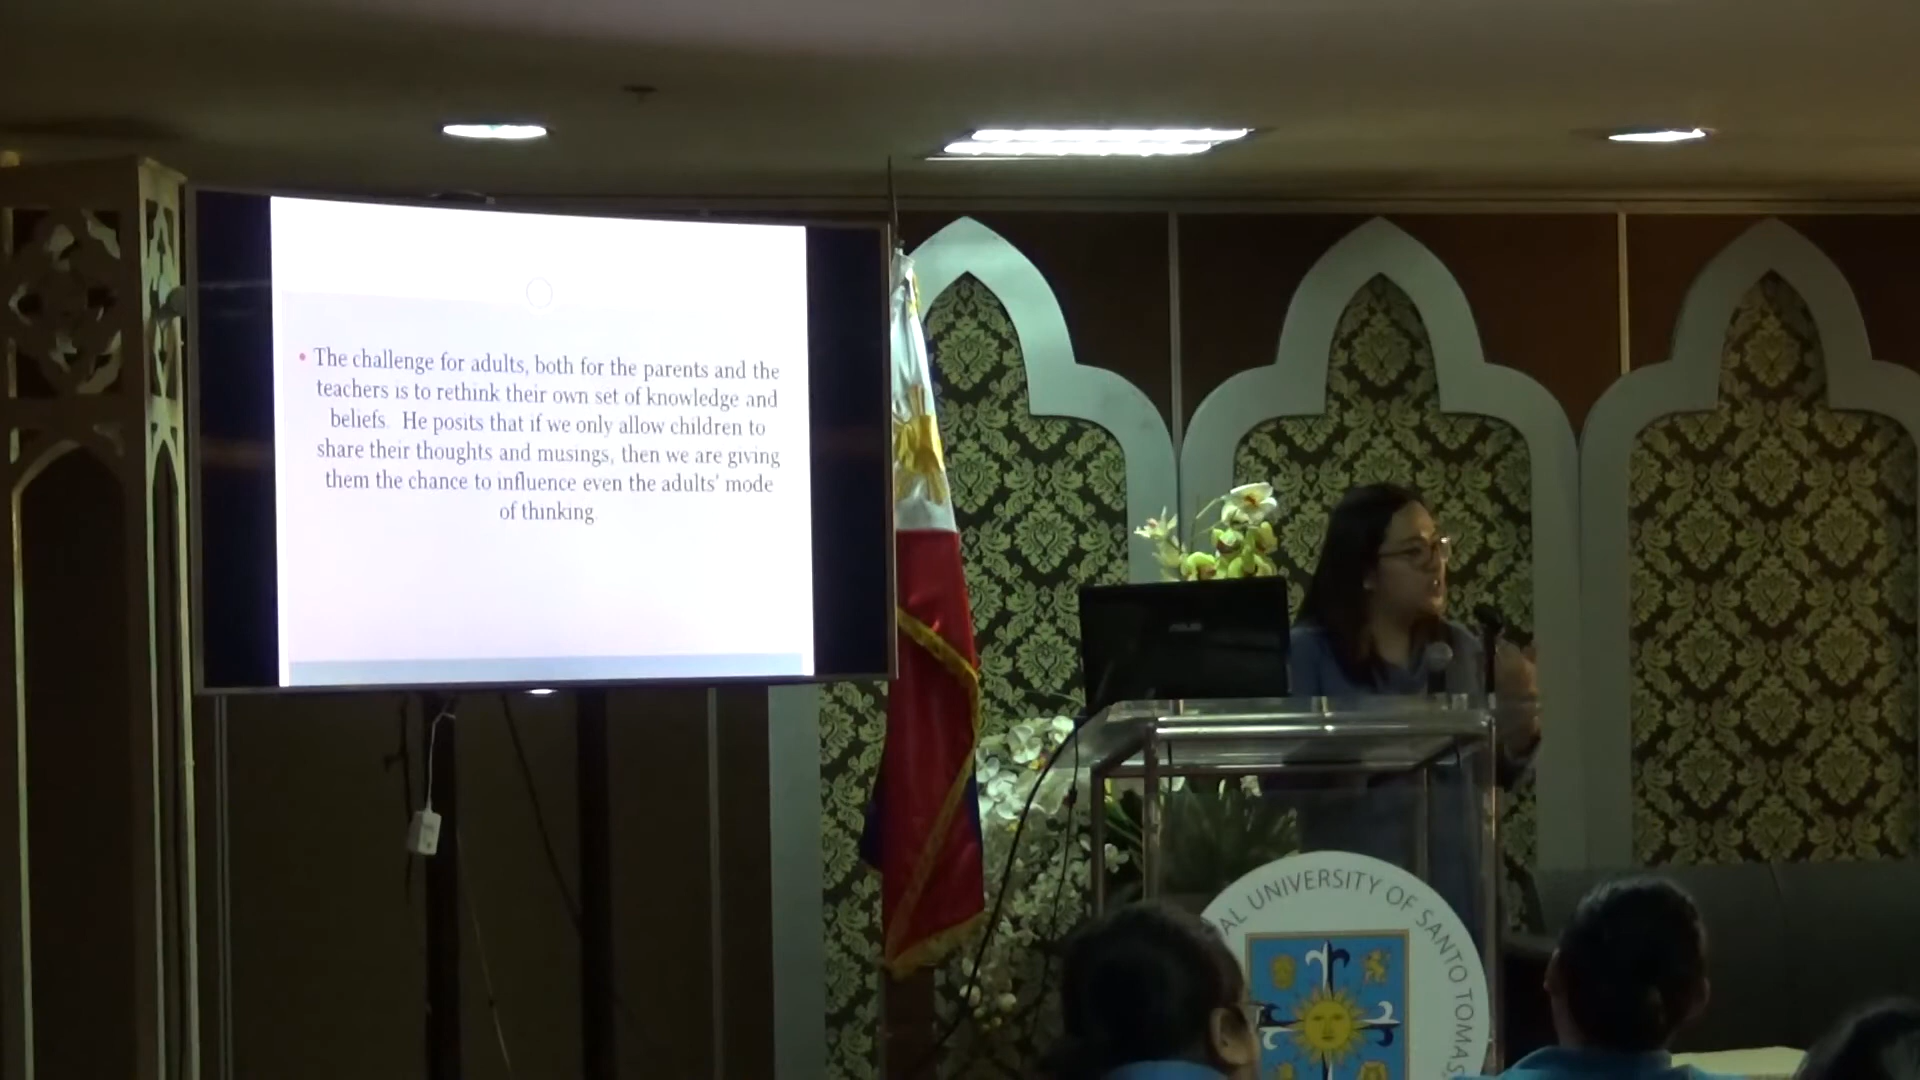 • The challenge for adults, both for the parents and the
teachers is to rethink their own set of knowledge and
beliefs. He posits that if we only allow children to
share their thoughts and musings, then we are giving
them the chance to influence even the adults' mode
of thinking
ASUS
AL UNIVERSITY OF SANTO TOMAS